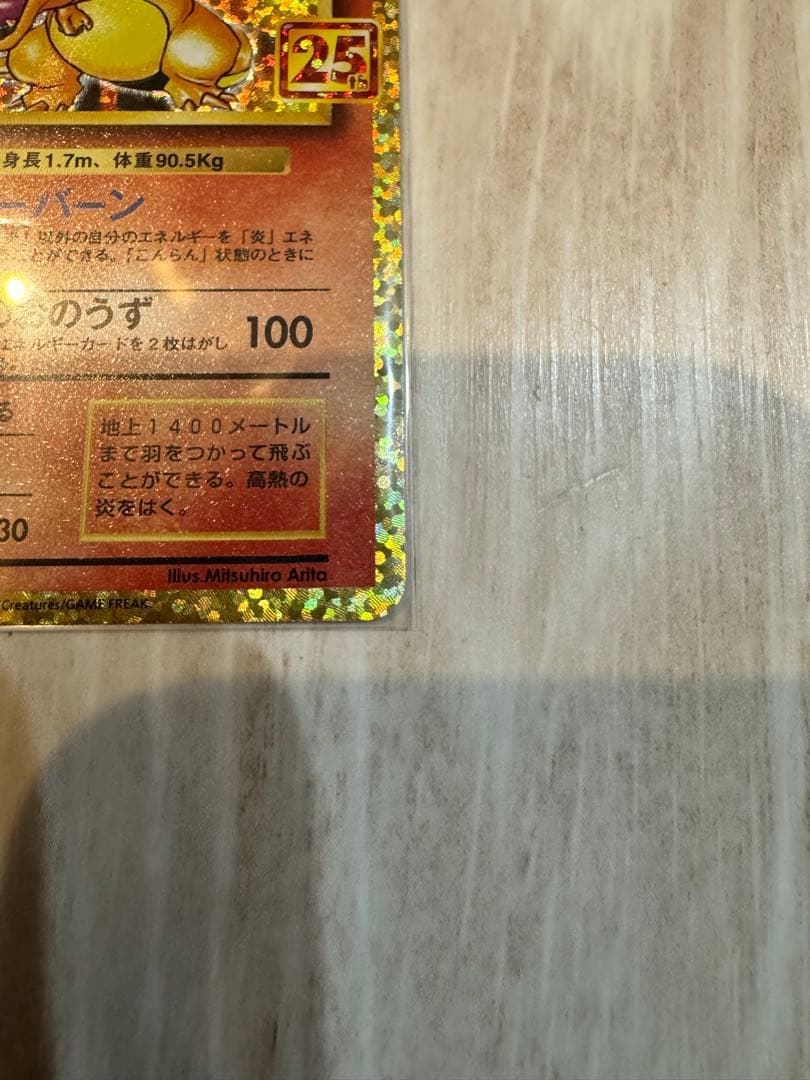 25th
身長1.7m、体重90.5Kg
ーバーン
以外の自分のエネルギーを「炎」エネ
ことができる。「こんらん」状態のときに
のうず
100
エネルギーカードを2枚はがし
る。
る
地上1400メートル
まで羽をつかって飛ぶ
ことができる。高熱の
炎をはく。
30
Illus.Mitsuhiro Arita
Creatures/GAME FREAK.